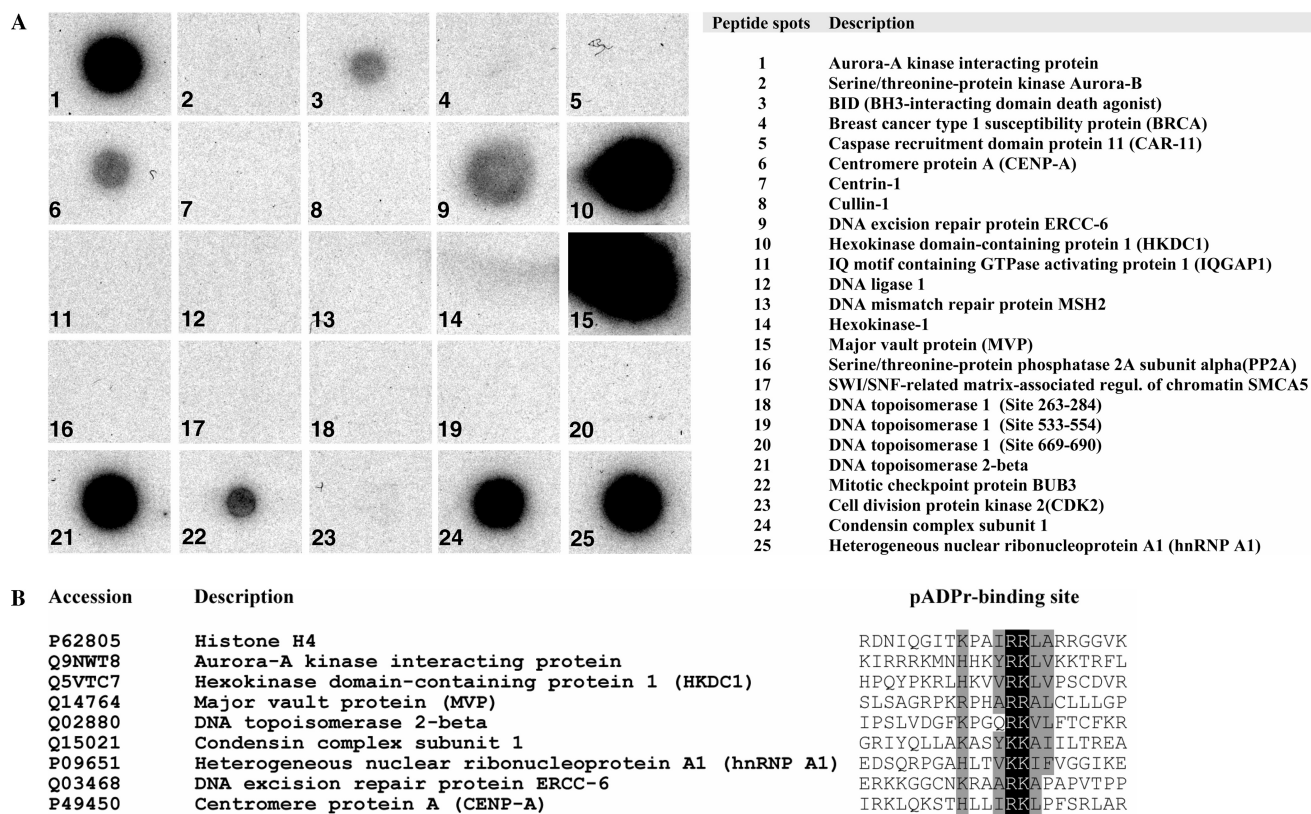 A
1 2 3 4 5
6 7 8 9 10
11 12 13 14 15
16 17 18 19 20
21 22 23 24 25
Peptide spots Description
1 Aurora-A kinase interacting protein
2 Serine/threonine-protein kinase Aurora-B
3 BID (BH3-interacting domain death agonist)
4 Breast cancer type 1 susceptibility protein (BRCA)
5 Caspase recruitment domain protein 11 (CAR-11)
6 Centromere protein A (CENP-A)
7 Centrin-1
8 Cullin-1
9 DNA excision repair protein ERCC-6
10 Hexokinase domain-containing protein 1 (HKDC1)
11 IQ motif containing GTPase activating protein 1 (IQGAP1)
12 DNA ligase 1
13 DNA mismatch repair protein MSH2
14 Hexokinase-1
15 Major vault protein (MVP)
16 Serine/threonine-protein phosphatase 2A subunit alpha(PP2A)
17 SWI/SNF-related matrix-associated regul. of chromatin SMCA5
18 DNA topoisomerase 1 (Site 263-284)
19 DNA topoisomerase 1 (Site 533-554)
20 DNA topoisomerase 1 (Site 669-690)
21 DNA topoisomerase 2-beta
22 Mitotic checkpoint protein BUB3
23 Cell division protein kinase 2(CDK2)
24 Condensin complex subunit 1
25 Heterogeneous nuclear ribonucleoprotein A1 (hnRNP A1)
B Accession Description pADPr-binding site
P62805 Histone H4 RDNIQGITKPAIRRLARRGGVK
Q9NWT8 Aurora-A kinase interacting protein KIRRRKMNHHKYRKLVKKTRFL
Q5VTC7 Hexokinase domain-containing protein 1 (HKDC1) HPQYPKRLHKVVRKLVPSCDVR
Q14764 Major vault protein (MVP) SLSAGRPKRPHARRALCLLLGP
Q02880 DNA topoisomerase 2-beta IPSLVDGFKPGQRKVLFTCFKR
Q15021 Condensin complex subunit 1 GRIYQLLAKASYKKAIILTREA
P09651 Heterogeneous nuclear ribonucleoprotein A1 (hnRNP A1) EDSQRPGAHLTVKKIFVGGIKE
Q03468 DNA excision repair protein ERCC-6 ERKKGGCNKRAARKAPAPVTPP
P49450 Centromere protein A (CENP-A) IRKLQKSTHLLIRKLPFSRLAR